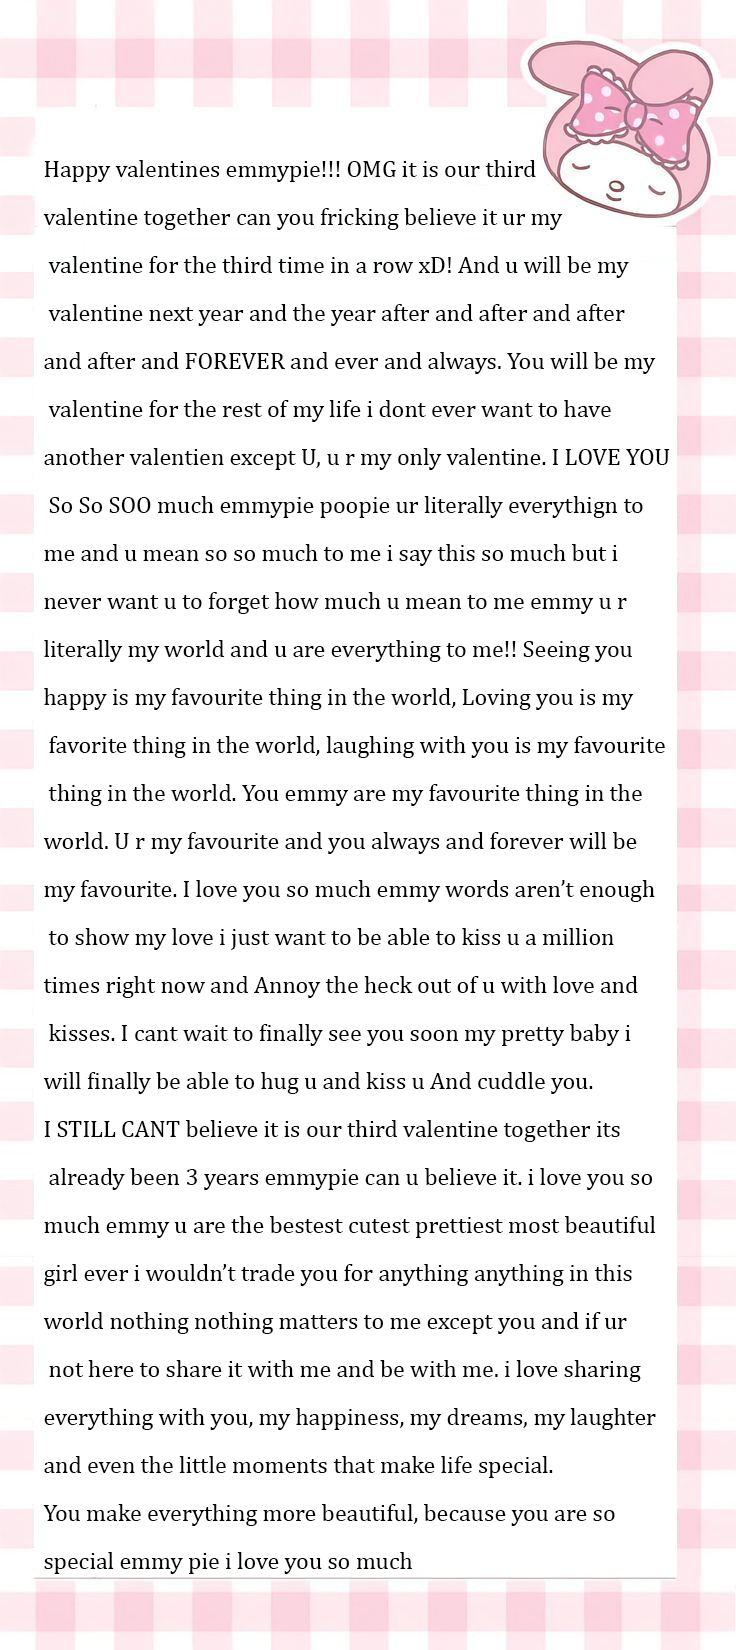 Happy valentines emmypie!!! OMG it is our third
valentine together can you fricking believe it ur my
valentine for the third time in a row xD! And u will be my
valentine next year and the year after and after and after
and after and FOREVER and ever and always. You will be my
valentine for the rest of my life i dont ever want to have
another valentien except U, u r my only valentine. I LOVE YOU
So So SOO much emmypie poopie ur literally everythign to
me and u mean so so much to me i say this so much but i
never want u to forget how much u mean to me emmy u r
literally my world and u are everything to me!! Seeing you
happy is my favourite thing in the world, Loving you is my
favorite thing in the world, laughing with you is my favourite
thing in the world. You emmy are my favourite thing in the
world. U r my favourite and you always and forever will be
my favourite. I love you so much emmy words aren’t enough
to show my love i just want to be able to kiss u a million
times right now and Annoy the heck out of u with love and
kisses. I cant wait to finally see you soon my pretty baby i
will finally be able to hug u and kiss u And cuddle you.
I STILL CANT believe it is our third valentine together its
already been 3 years emmypie can u believe it. i love you so
much emmy u are the bestest cutest prettiest most beautiful
girl ever i wouldn’t trade you for anything anything in this
world nothing nothing matters to me except you and if ur
not here to share it with me and be with me. i love sharing
everything with you, my happiness, my dreams, my laughter
and even the little moments that make life special.
You make everything more beautiful, because you are so
special emmy pie i love you so much